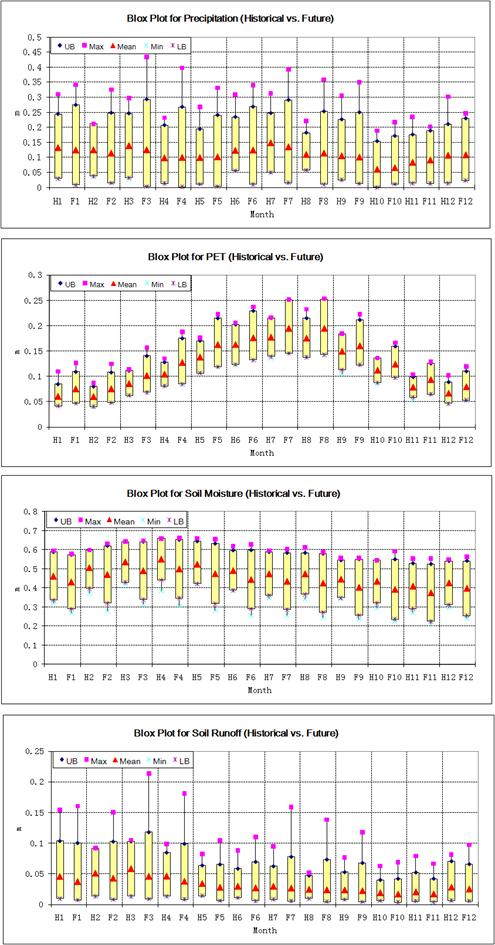 Blox Plot for Precipitation (Historical vs. Future)
0.5
UB Max Mean Min LB
0.45
0.4
0.35
0.3
0.25
m
0.2
0.15
0.1
0.05
0
H1 F1 H2 F2 H3 F3 H4 F4 H5 F5 H6 F6 H7 F7 H8 F8 H9 F9 H10 F10 H11 F11 H12 F12
Month
Blox Plot for PET (Historical vs. Future)
0.3
UB Max Mean Min LB
0.25
0.2
m
0.15
0.1
0.05
0
H1 F1 H2 F2 H3 F3 H4 F4 H5 F5 H6 F6 H7 F7 H8 F8 H9 F9 H10 F10 H11 F11 H12 F12
Month
Blox Plot for Soil Moisture (Historical vs. Future)
0.8
UB Max Mean Min LB
0.7
0.6
0.5
m
0.4
0.3
0.2
0.1
0
H1 F1 H2 F2 H3 F3 H4 F4 H5 F5 H6 F6 H7 F7 H8 F8 H9 F9 H10 F10 H11 F11 H12 F12
Month
Blox Plot for Soil Runoff (Historical vs. Future)
0.25
UB Max Mean Min LB
0.2
0.15
m
0.1
0.05
0
H1 F1 H2 F2 H3 F3 H4 F4 H5 F5 H6 F6 H7 F7 H8 F8 H9 F9 H10 F10 H11 F11 H12 F12
Month